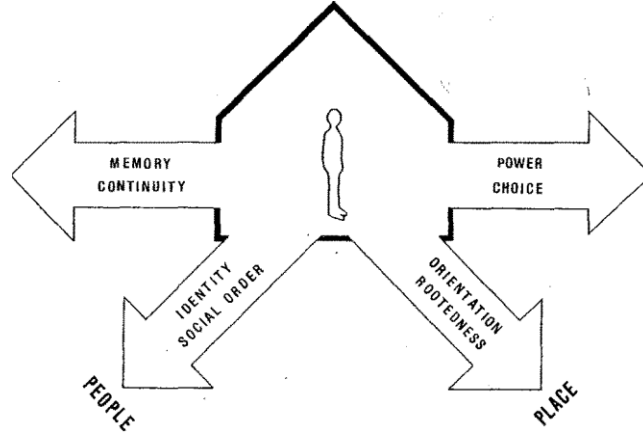 MEMORY
CONTINUITY
POWER
CHOICE
IDENTITY
SOCIAL ORDER
ORIENTATION
ROOTEDNESS
PEOPLE
PLACE